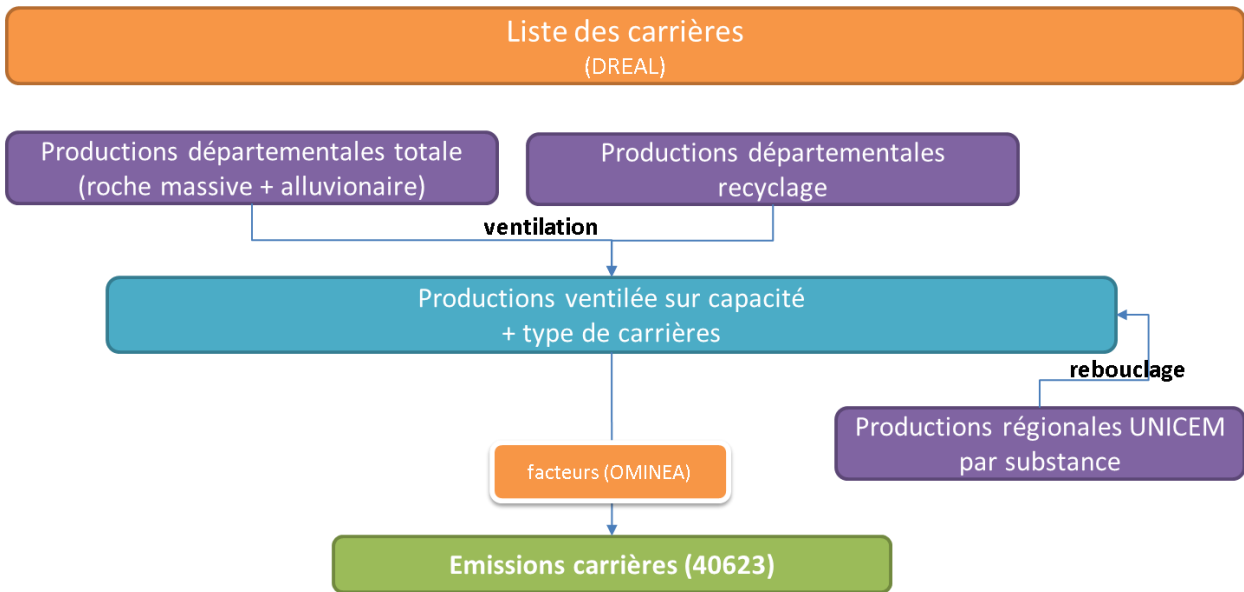 Liste des carrières
(DREAL)
Productions départementales totale
(roche massive + alluvionaire)
Productions départementales
recyclage
ventilation
Productions ventilée sur capacité
+ type de carrières
rebouclage
Productions régionales UNICEM
par substance
facteurs (OMINEA)
Emissions carrières (40623)